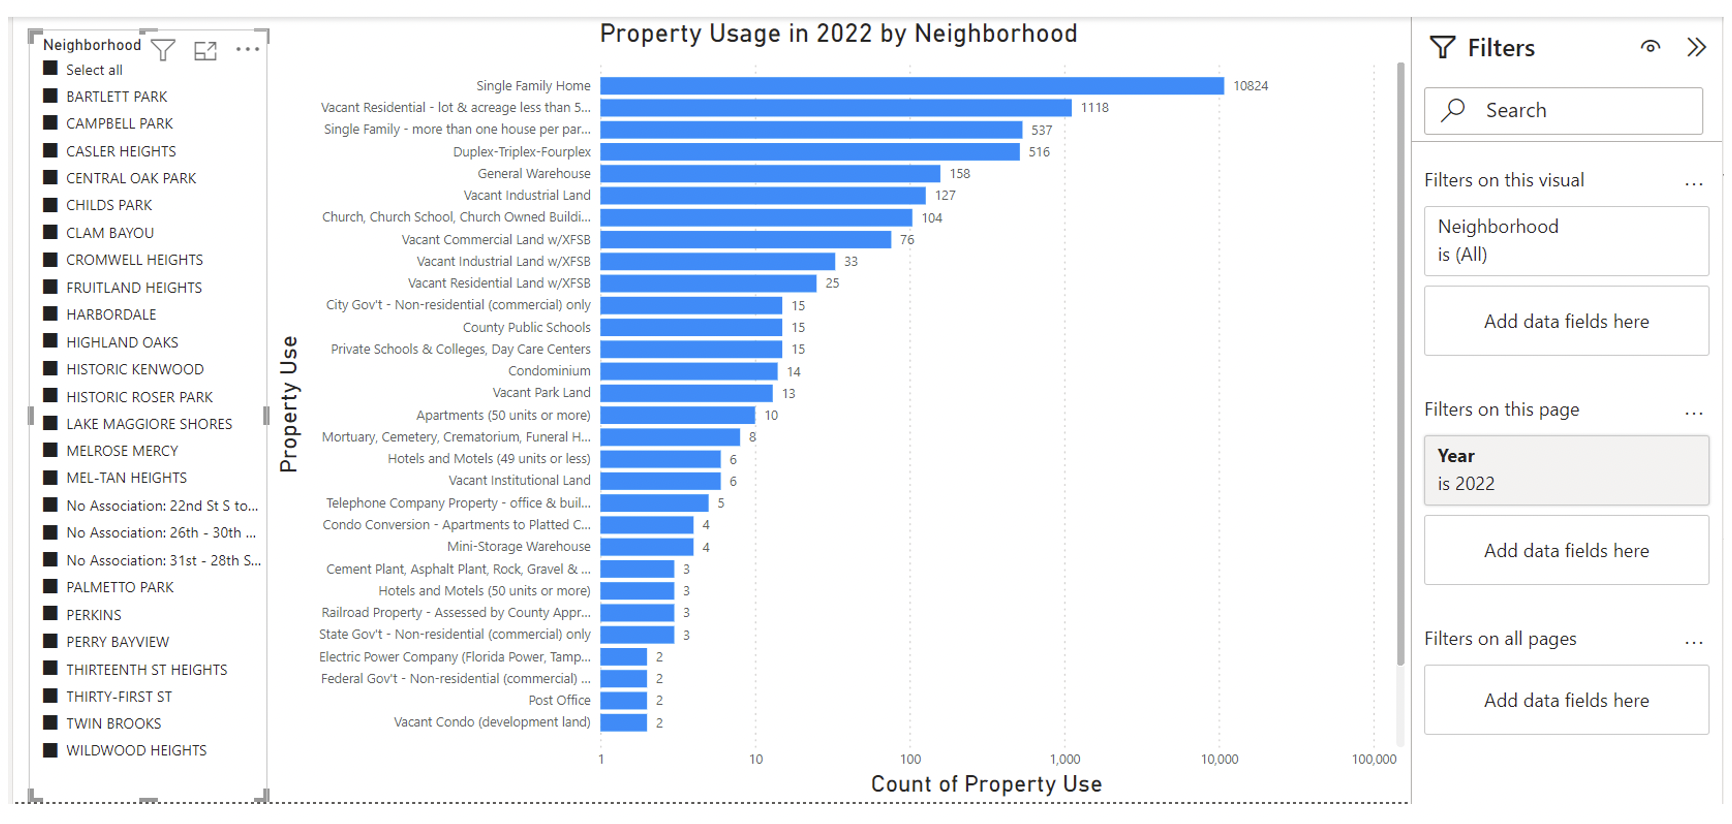 Property Usage in 2022 by Neighborhood
Neighborhood
Select all
BARTLETT PARK
CAMPBELL PARK
CASLER HEIGHTS
CENTRAL OAK PARK
CHILDS PARK
CLAM BAYOU
CROMWELL HEIGHTS
FRUITLAND HEIGHTS
HARBORDALE
HIGHLAND OAKS
HISTORIC KENWOOD
HISTORIC ROSER PARK
LAKE MAGGIORE SHORES
MELROSE MERCY
MEL-TAN HEIGHTS
No Association: 22nd St S to...
No Association: 26th - 30th ...
No Association: 31st - 28th S...
PALMETTO PARK
PERKINS
PERRY BAYVIEW
THIRTEENTH ST HEIGHTS
THIRTY-FIRST ST
TWIN BROOKS
WILDWOOD HEIGHTS
Property Use
Single Family Home 10824
Vacant Residential - lot & acreage less than 5... 1118
Single Family - more than one house per par... 537
Duplex-Triplex-Fourplex 516
General Warehouse 158
Vacant Industrial Land 127
Church, Church School, Church Owned Buildi... 104
Vacant Commercial Land w/XFSB 76
Vacant Industrial Land w/XFSB 33
Vacant Residential Land w/XFSB 25
City Gov't - Non-residential (commercial) only 15
County Public Schools 15
Private Schools & Colleges, Day Care Centers 15
Condominium 14
Vacant Park Land 13
Apartments (50 units or more) 10
Mortuary, Cemetery, Crematorium, Funeral H... 8
Hotels and Motels (49 units or less) 6
Vacant Institutional Land 6
Telephone Company Property - office & buil... 5
Condo Conversion - Apartments to Platted C... 4
Mini-Storage Warehouse 4
Cement Plant, Asphalt Plant, Rock, Gravel & ... 3
Hotels and Motels (50 units or more) 3
Railroad Property - Assessed by County Appr... 3
State Gov't - Non-residential (commercial) only 3
Electric Power Company (Florida Power, Tamp... 2
Federal Gov't - Non-residential (commercial) ... 2
Post Office 2
Vacant Condo (development land) 2
1 10 100 1,000 10,000 100,000
Count of Property Use
Filters
Search
Filters on this visual ...
Neighborhood
is (All)
Add data fields here
Filters on this page ...
Year
is 2022
Add data fields here
Filters on all pages ...
Add data fields here